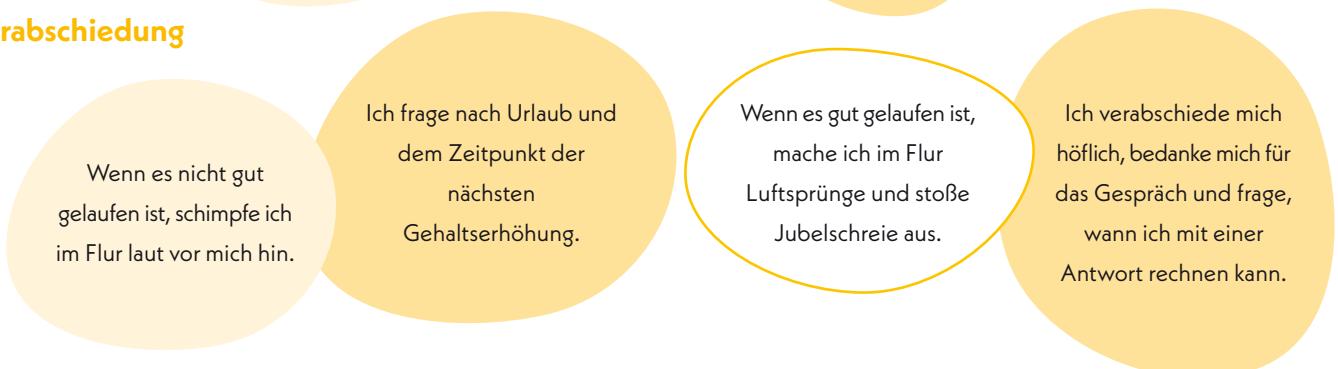 rabschiedung
Wenn es nicht gut
gelaufen ist, schimpfe ich
im Flur laut vor mich hin.
Ich frage nach Urlaub und
dem Zeitpunkt der
nächsten
Gehaltserhöhung.
Wenn es gut gelaufen ist,
mache ich im Flur
Luftsprünge und stoße
Jubelschreie aus.
Ich verabschiede mich
höflich, bedanke mich für
das Gespräch und frage,
wann ich mit einer
Antwort rechnen kann.